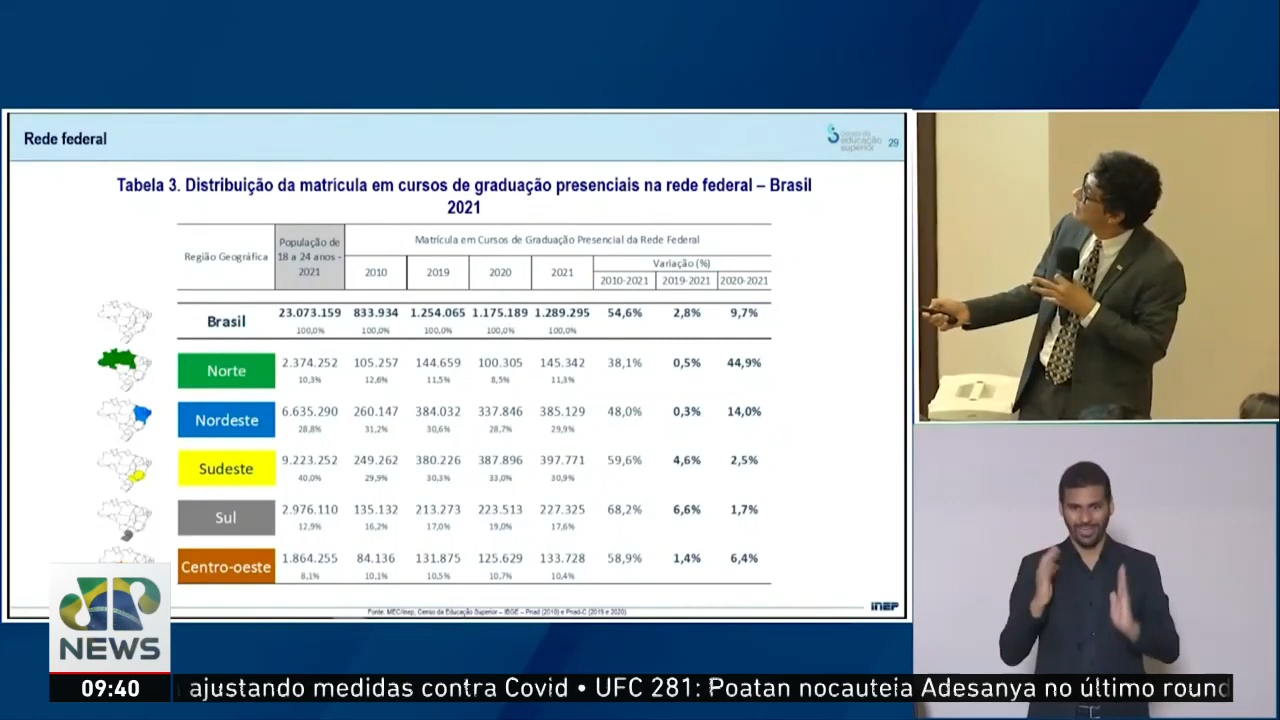 Rede federal
censo da educação superior
29
Tabela 3. Distribuição da matrícula em cursos de graduação presenciais na rede federal – Brasil
2021
Região Geográfica
População de
18 a 24 anos -
2021
Matrícula em Cursos de Graduação Presencial da Rede Federal
2010 2019 2020 2021
Variação (%)
2010-2021 2019-2021 2020-2021
Brasil 23.073.159 833.934 1.254.065 1.175.189 1.289.295 54,6% 2,8% 9,7%
100,0% 100,0% 100,0% 100,0% 100,0%
Norte 2.374.252 105.257 144.659 100.305 145.342 38,1% 0,5% 44,9%
10,3% 12,6% 11,5% 8,5% 11,3%
Nordeste 6.635.290 260.147 384.032 337.846 385.129 48,0% 0,3% 14,0%
28,8% 31,2% 30,6% 28,7% 29,9%
Sudeste 9.223.252 249.262 380.226 387.896 397.771 59,6% 4,6% 2,5%
40,0% 29,9% 30,3% 33,0% 30,9%
Sul 2.976.110 135.132 213.273 223.513 227.325 68,2% 6,6% 1,7%
12,9% 16,2% 17,0% 19,0% 17,6%
Centro-oeste 1.864.255 84.136 131.875 125.629 133.728 58,9% 1,4% 6,4%
8,1% 10,1% 10,5% 10,7% 10,4%
Fonte: MEC/Inep, Censo da Educação Superior – IBGE – Pnad (2010) e Pnad-C (2019 e 2020)
INEP
JP
NEWS
09:40
ajustando medidas contra Covid • UFC 281: Poatan nocauteia Adesanya no último round